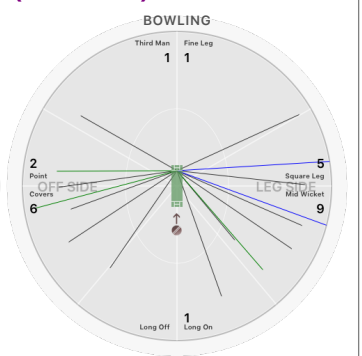 BOWLING
Third Man Fine Leg
1 1
2 5
Point Square Leg
OFF SIDE LEG SIDE
Covers Mid Wicket
6 9
1
Long Off Long On